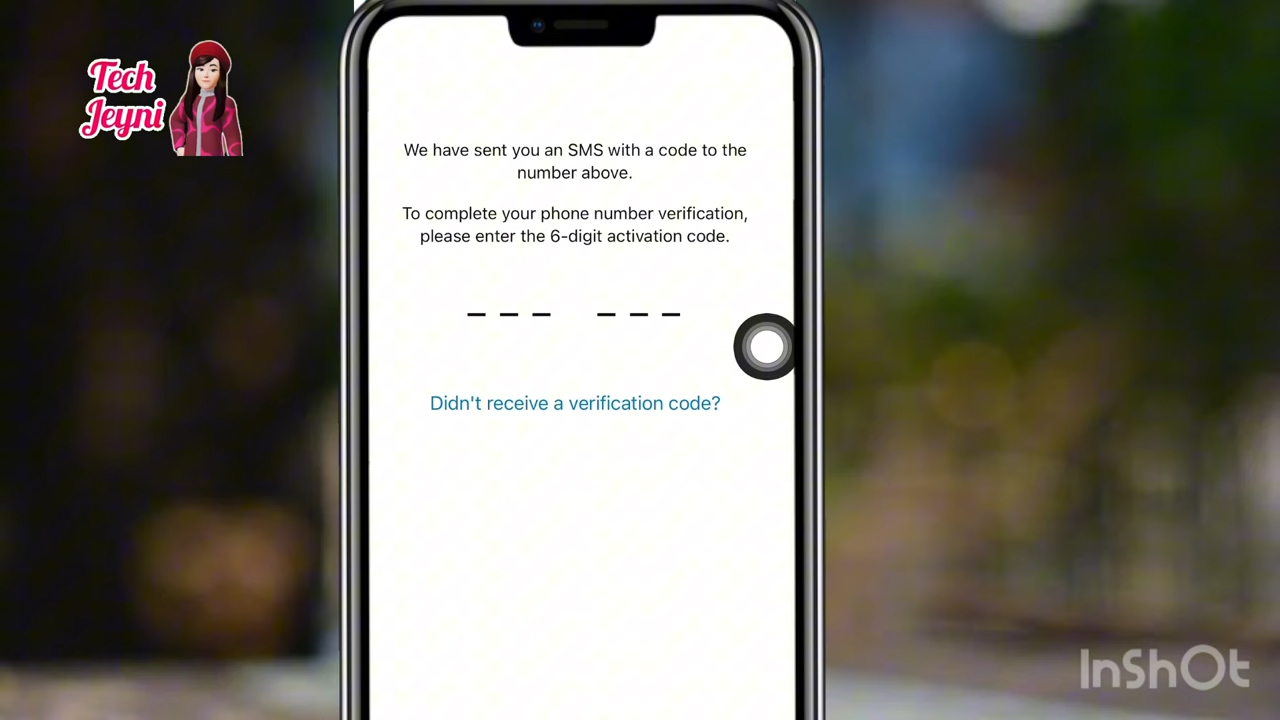 Tech
Jeyni
We have sent you an SMS with a code to the
number above.
To complete your phone number verification,
please enter the 6-digit activation code.
Didn't receive a verification code?
InShOt